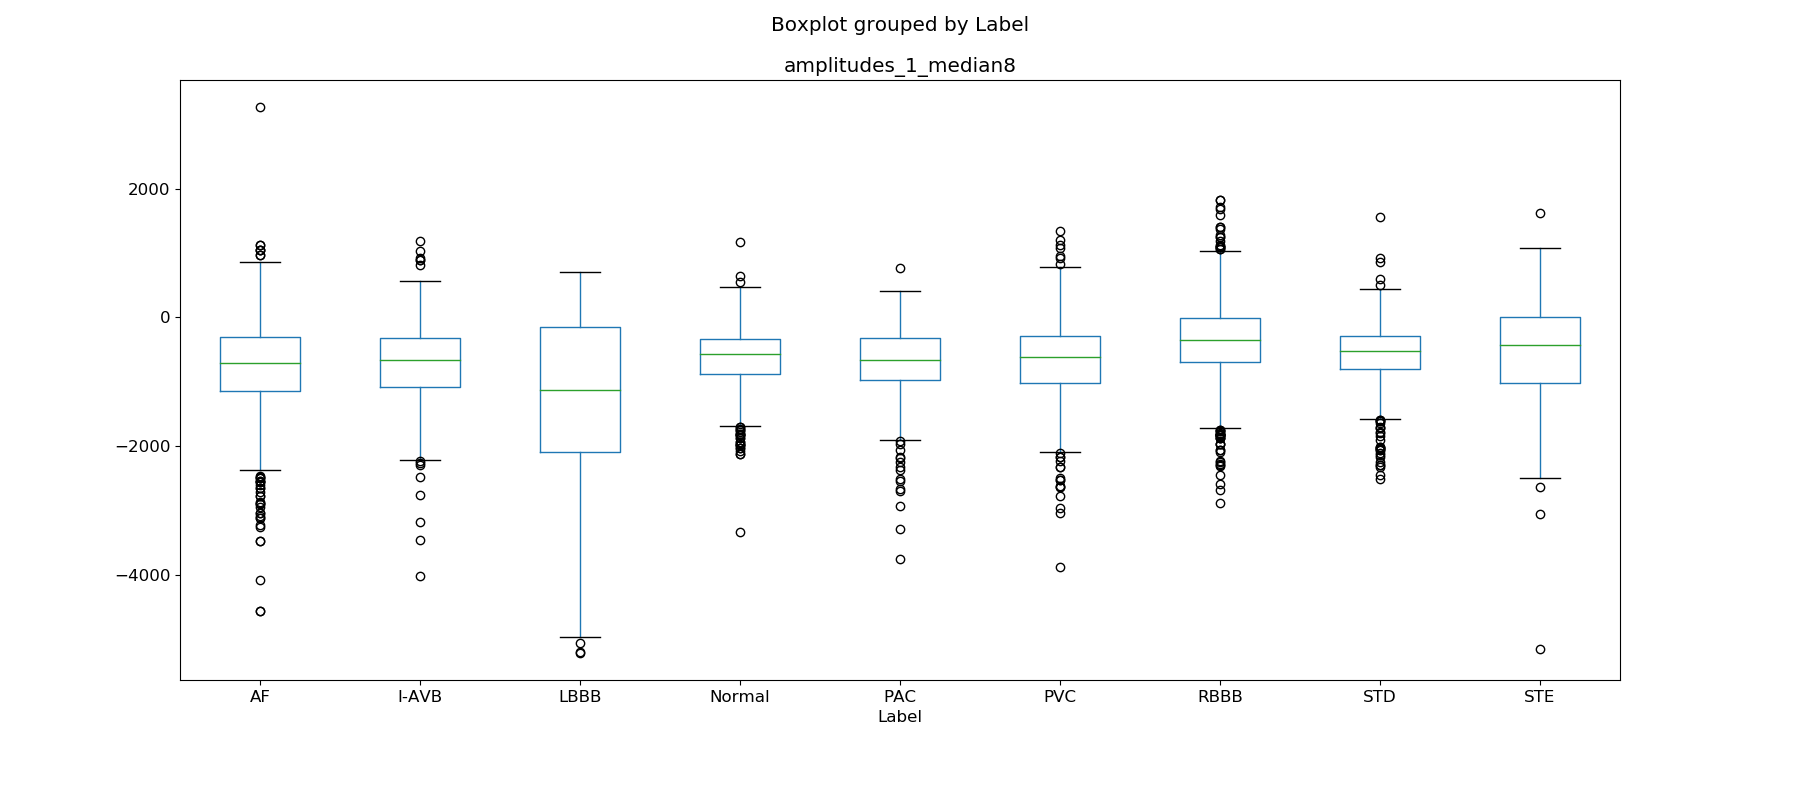 Boxplot grouped by Label
amplitudes_1_median8
2000
0
−2000
−4000
AF I-AVB LBBB Normal PAC PVC RBBB STD STE
Label